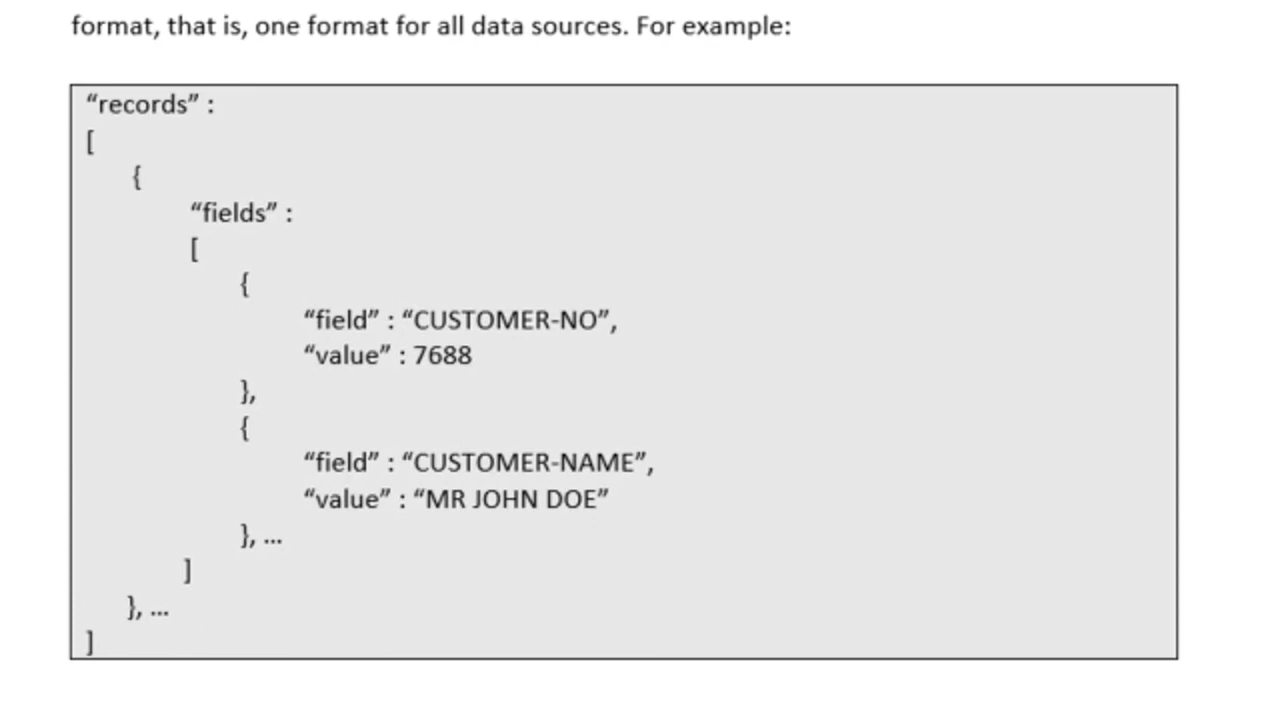 format, that is, one format for all data sources. For example:
“records” :
[
{
“fields” :
[
{
“field” : “CUSTOMER-NO”,
“value” : 7688
},
{
“field” : “CUSTOMER-NAME”,
“value” : “MR JOHN DOE”
}, ...
]
}, ...
]